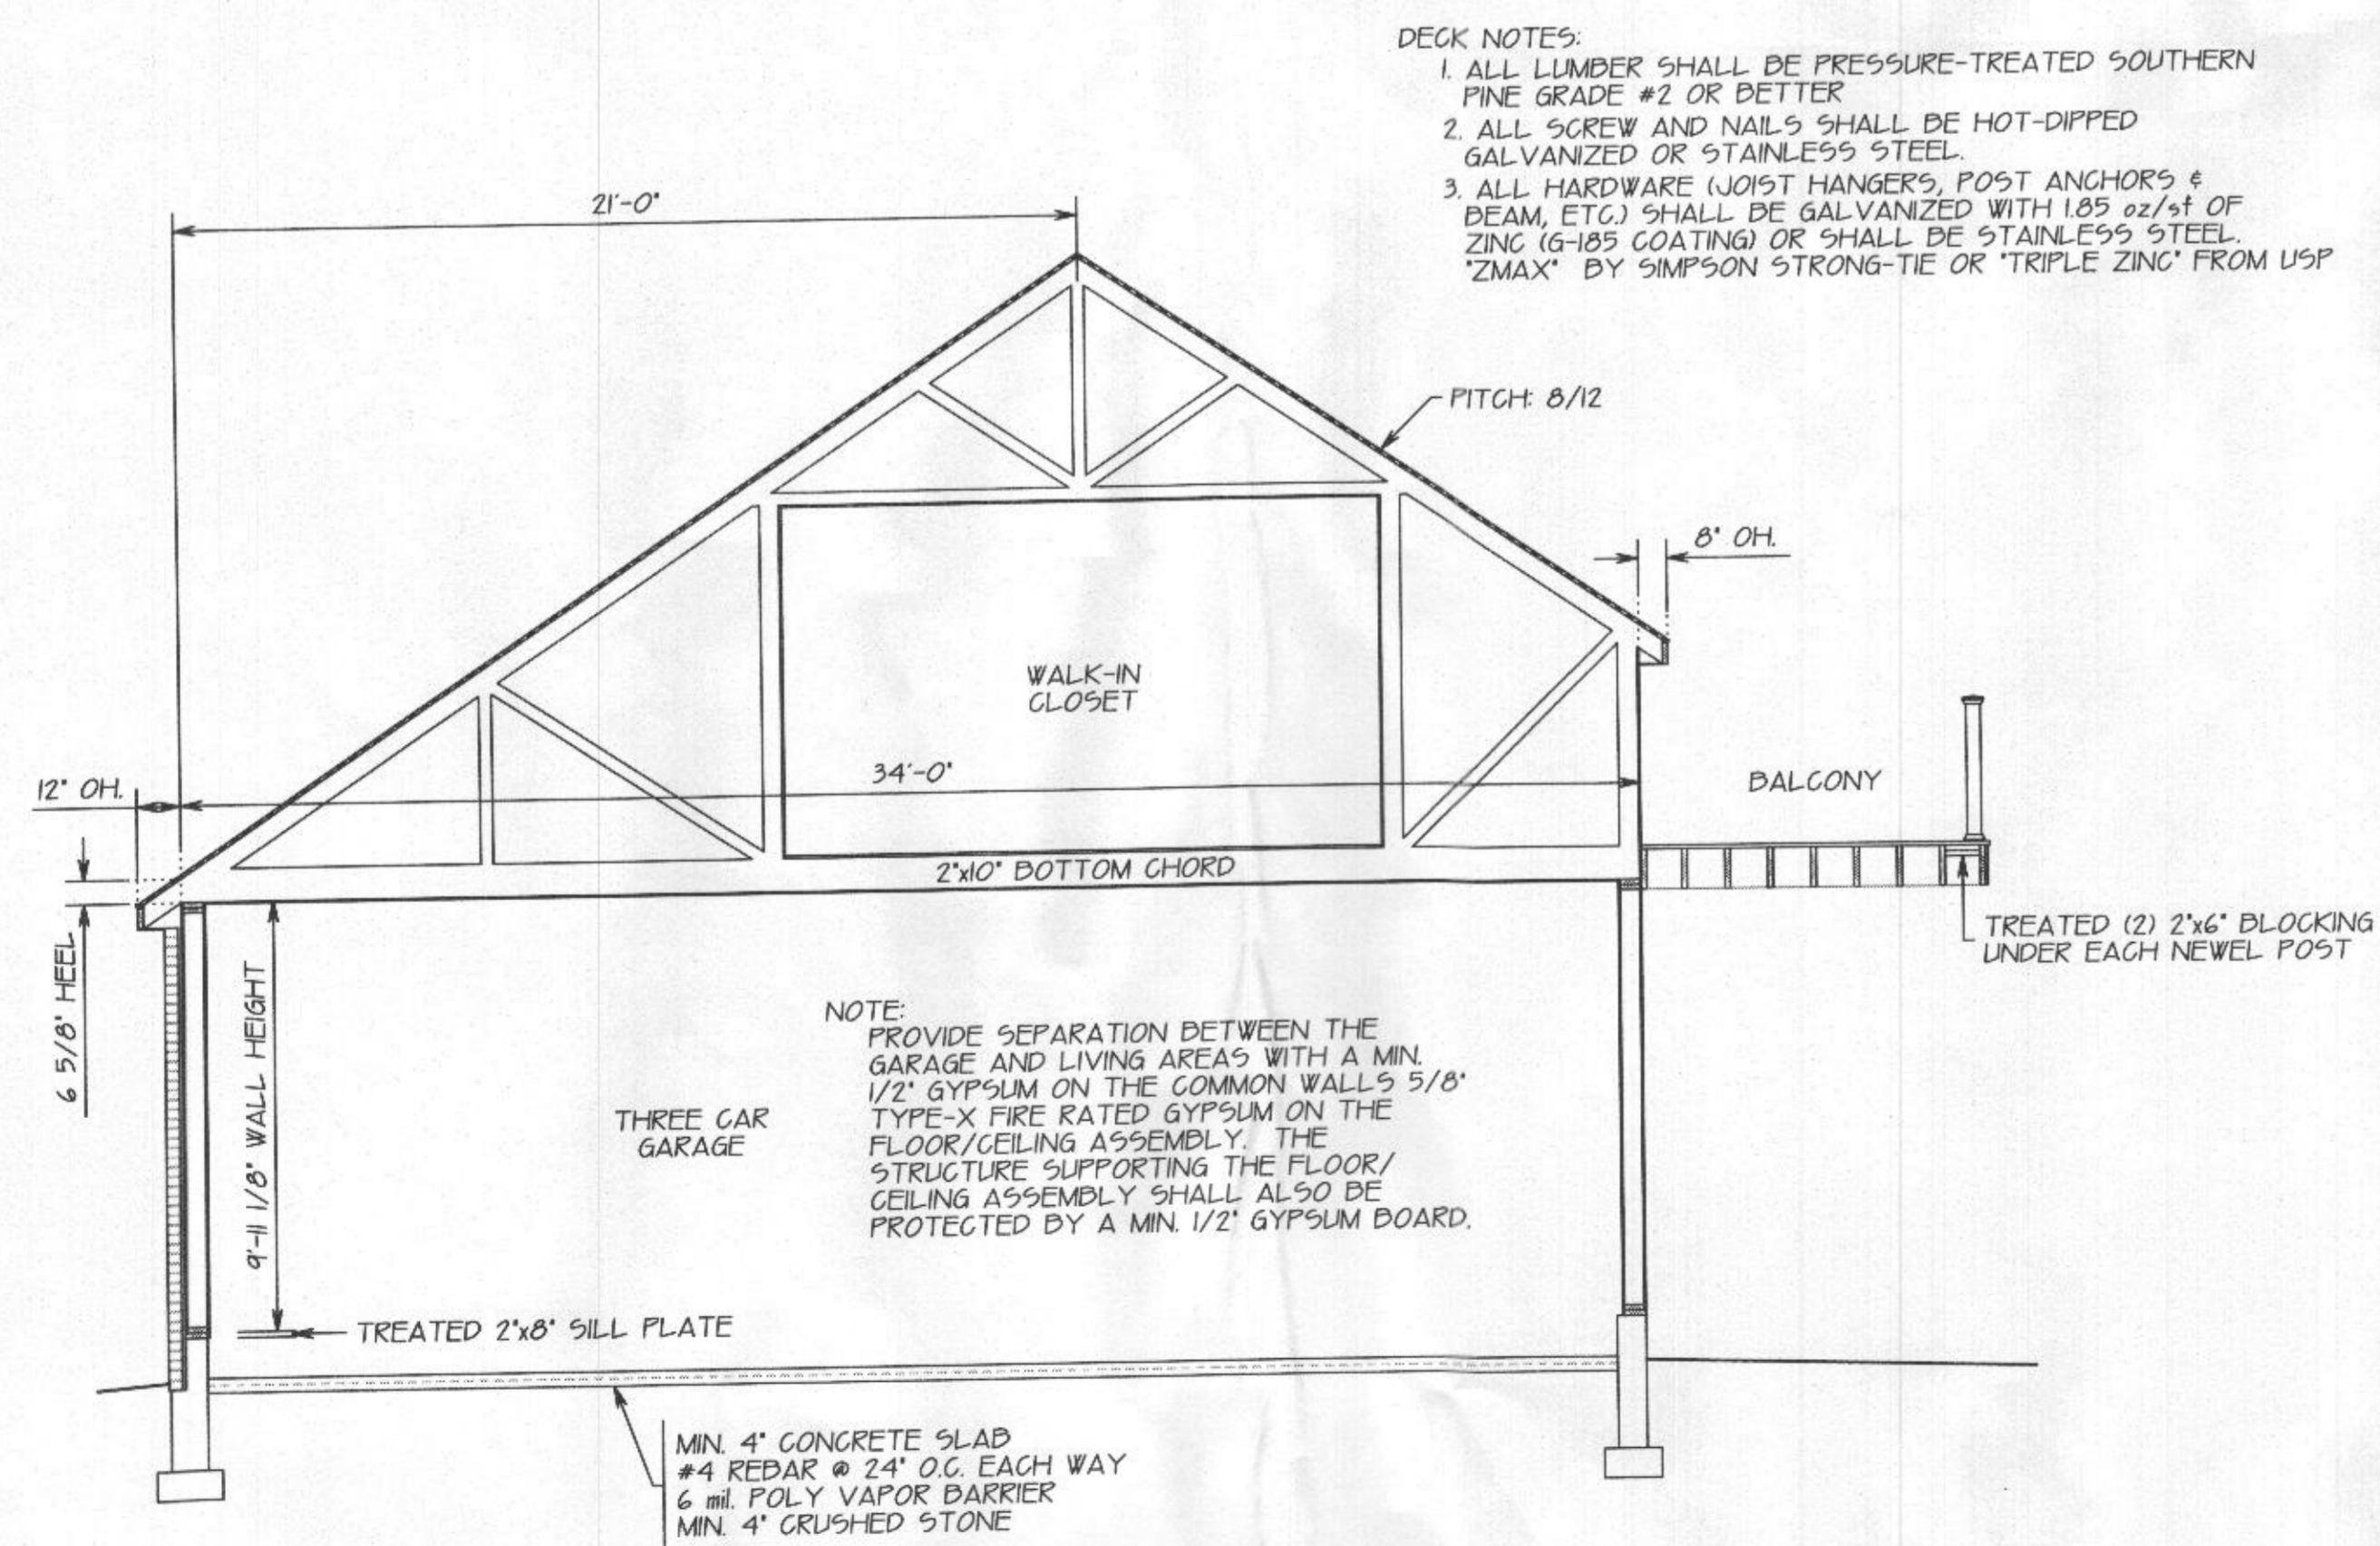 DECK NOTES:
1. ALL LUMBER SHALL BE PRESSURE-TREATED SOUTHERN
PINE GRADE #2 OR BETTER
2. ALL SCREW AND NAILS SHALL BE HOT-DIPPED
GALVANIZED OR STAINLESS STEEL.
3. ALL HARDWARE (JOIST HANGERS, POST ANCHORS &
BEAM, ETC.) SHALL BE GALVANIZED WITH 1.85 oz/sf OF
ZINC (G-185 COATING) OR SHALL BE STAINLESS STEEL.
"ZMAX" BY SIMPSON STRONG-TIE OR "TRIPLE ZINC" FROM USP
21'-0"
PITCH: 8/12
8" OH.
WALK-IN
CLOSET
34'-0"
12" OH.
BALCONY
2"x10" BOTTOM CHORD
TREATED (2) 2"x6" BLOCKING
UNDER EACH NEWEL POST
6 5/8" HEEL
9'-11 1/8" WALL HEIGHT
NOTE:
PROVIDE SEPARATION BETWEEN THE
GARAGE AND LIVING AREAS WITH A MIN.
1/2" GYPSUM ON THE COMMON WALLS 5/8"
TYPE-X FIRE RATED GYPSUM ON THE
FLOOR/CEILING ASSEMBLY. THE
STRUCTURE SUPPORTING THE FLOOR/
CEILING ASSEMBLY SHALL ALSO BE
PROTECTED BY A MIN. 1/2" GYPSUM BOARD.
THREE CAR
GARAGE
TREATED 2"x8" SILL PLATE
MIN. 4" CONCRETE SLAB
#4 REBAR @ 24" O.C. EACH WAY
6 mil. POLY VAPOR BARRIER
MIN. 4" CRUSHED STONE